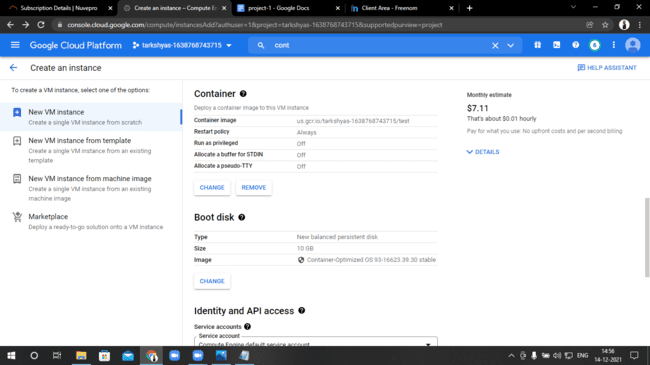 Subscription Details | Nuvepro
Create an instance – Compute E
project-1 - Google Docs
Client Area - Freenom
console.cloud.google.com/compute/instancesAdd?authuser=1&project=tarkshyas-1638768743715&supportedpurview=project
Google Cloud Platform
tarkshyas-1638768743715
cont
6
Create an instance
HELP ASSISTANT
To create a VM instance, select one of the options:
New VM instance
Create a single VM instance from scratch
New VM instance from template
Create a single VM instance from an existing
template
New VM instance from machine image
Create a single VM instance from an existing
machine image
Marketplace
Deploy a ready-to-go solution onto a VM instance
Container
Deploy a container image to this VM instance
Container image us.gcr.io/tarkshyas-1638768743715/test
Restart policy Always
Run as privileged Off
Allocate a buffer for STDIN Off
Allocate a pseudo-TTY Off
CHANGE REMOVE
Boot disk
Type New balanced persistent disk
Size 10 GB
Image Container-Optimized OS 93-16623.39.30 stable
CHANGE
Identity and API access
Service accounts
Service account
Compute Engine default service account
Monthly estimate
$7.11
That's about $0.01 hourly
Pay for what you use: No upfront costs and per second billing
DETAILS
ENG
14:56
14-12-2021